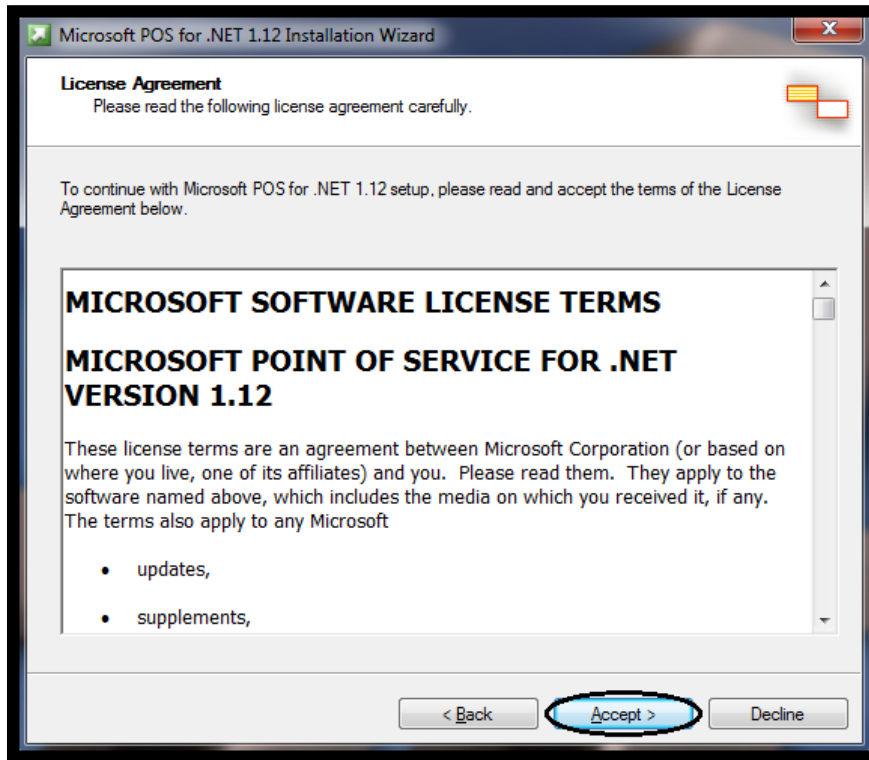 Microsoft POS for .NET 1.12 Installation Wizard
License Agreement
Please read the following license agreement carefully.
To continue with Microsoft POS for .NET 1.12 setup, please read and accept the terms of the License
Agreement below.
MICROSOFT SOFTWARE LICENSE TERMS
MICROSOFT POINT OF SERVICE FOR .NET
VERSION 1.12
These license terms are an agreement between Microsoft Corporation (or based on
where you live, one of its affiliates) and you.  Please read them.  They apply to the
software named above, which includes the media on which you received it, if any.
The terms also apply to any Microsoft
• updates,
• supplements,
< Back Accept > Decline